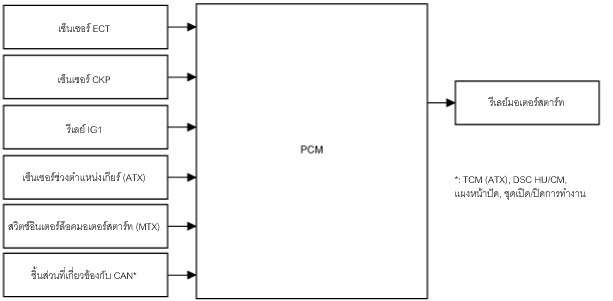 เซ็นเซอร์ ECT
เซ็นเซอร์ CKP
รีเลย์ IG1
เซ็นเซอร์ช่วงตำแหน่งเกียร์ (ATX)
สวิตช์อินเตอร์ล็อคมอเตอร์สตาร์ท (MTX)
ชิ้นส่วนที่เกี่ยวข้องกับ CAN*
PCM
รีเลย์มอเตอร์สตาร์ท
*: TCM (ATX), DSC HU/CM,
แผงหน้าปัด, ชุดเปิด/ปิดการทำงาน